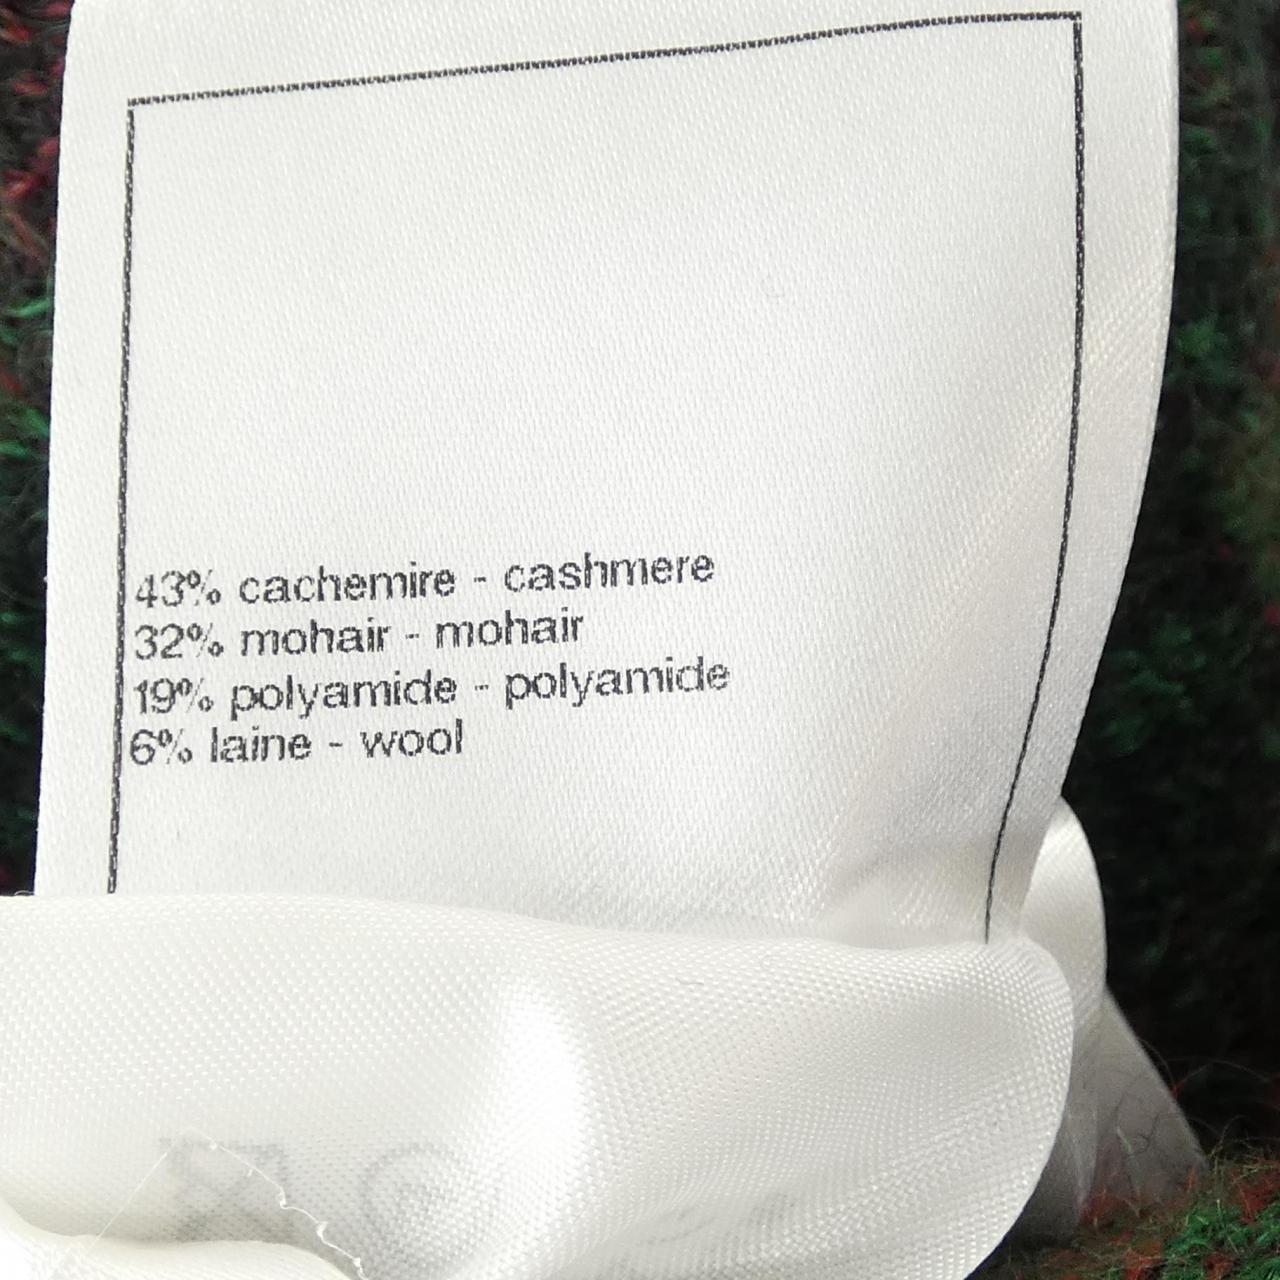 43% cachemire - cashmere
32% mohair - mohair
19% polyamide - polyamide
6% laine - wool